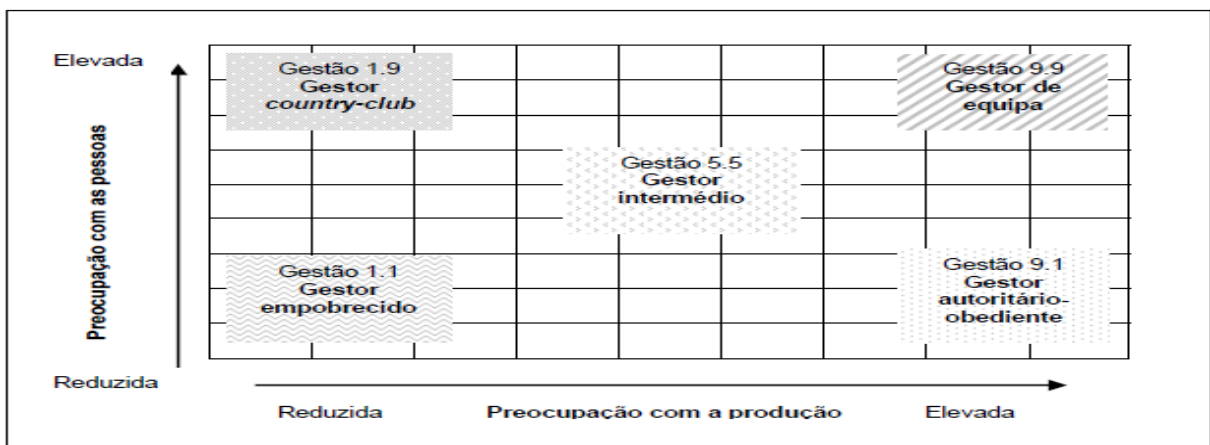 Elevada
Gestão 1.9
Gestor
country-club
Gestão 9.9
Gestor de
equipa
Preocupação com as pessoas
Gestão 5.5
Gestor
intermédio
Gestão 1.1
Gestor
empobrecido
Gestão 9.1
Gestor
autoritário-
obediente
Reduzida
Reduzida
Preocupação com a produção
Elevada